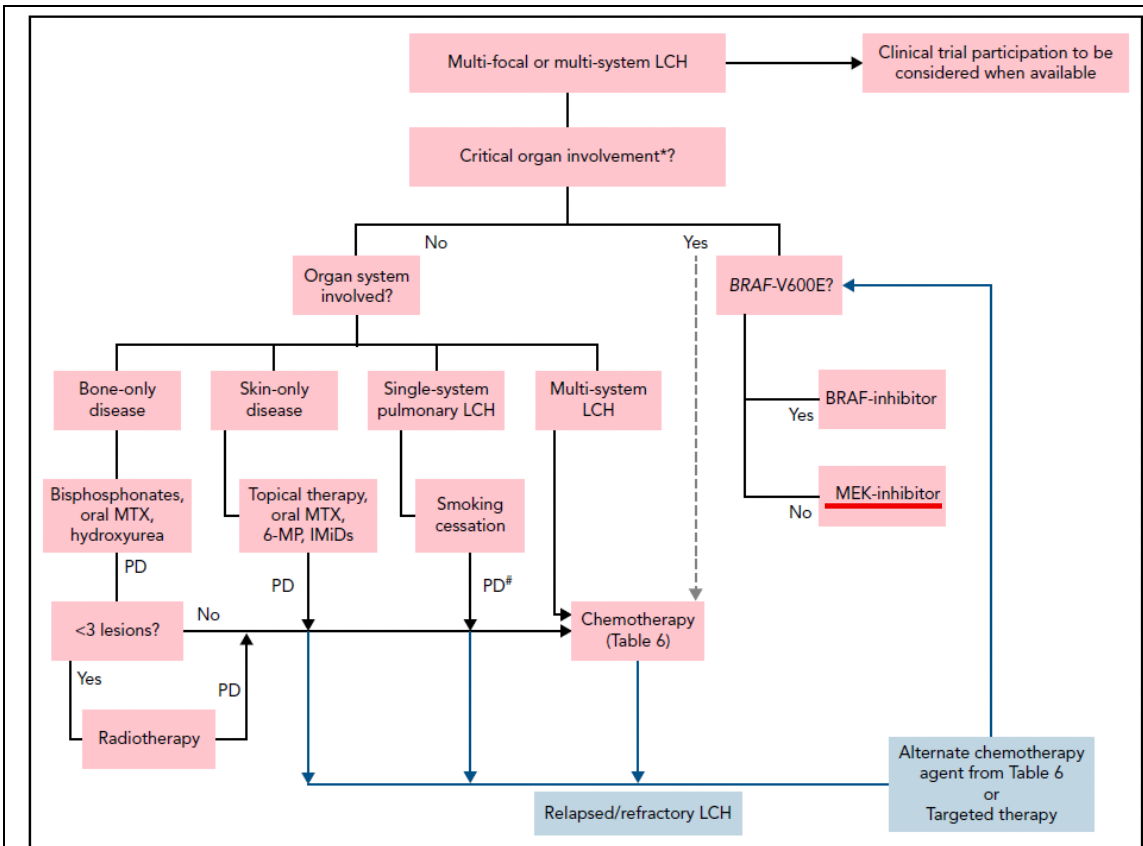 Multi-focal or multi-system LCH
Clinical trial participation to be
considered when available
Critical organ involvement*?
No
Yes
Organ system
involved?
BRAF-V600E?
Bone-only
disease
Skin-only
disease
Single-system
pulmonary LCH
Multi-system
LCH
Yes
BRAF-inhibitor
Bisphosphonates,
oral MTX,
hydroxyurea
Topical therapy,
oral MTX,
6-MP, IMiDs
Smoking
cessation
No
MEK-inhibitor
PD
PD
PD#
<3 lesions?
No
Chemotherapy
(Table 6)
Yes
PD
Radiotherapy
Relapsed/refractory LCH
Alternate chemotherapy
agent from Table 6
or
Targeted therapy